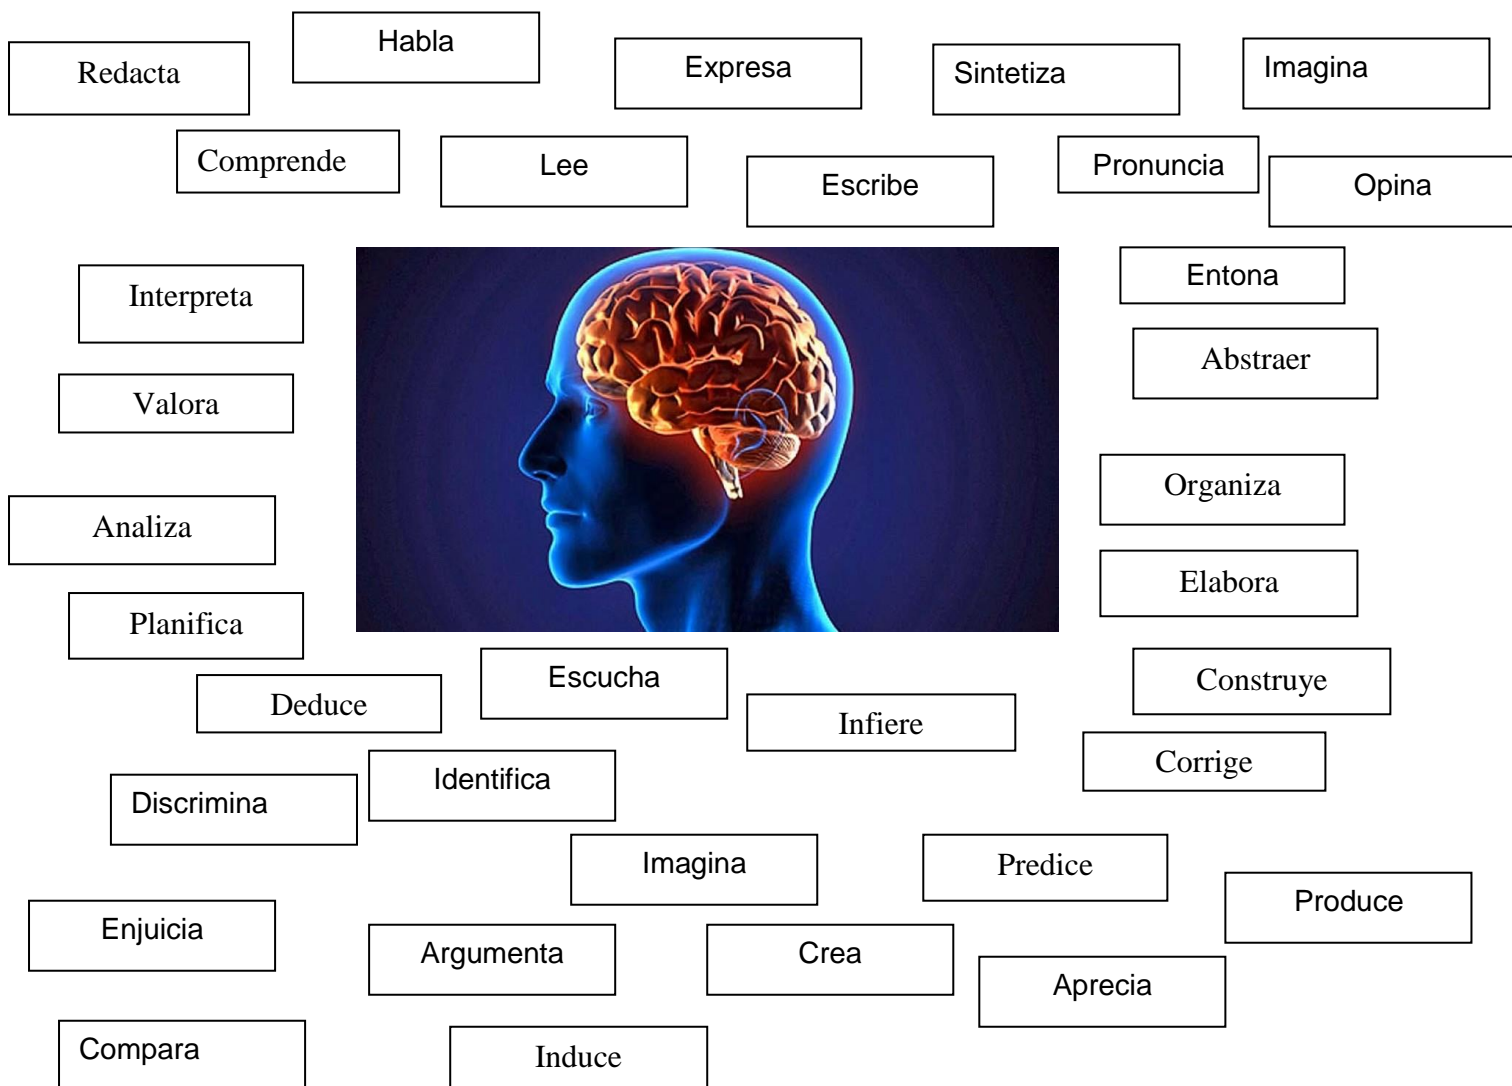 Habla
Redacta
Expresa
Sintetiza
Imagina
Comprende
Lee
Escribe
Pronuncia
Opina
Interpreta
Entona
Abstraer
Valora
Organiza
Analiza
Elabora
Planifica
Escucha
Construye
Deduce
Infiere
Corrige
Identifica
Discrimina
Imagina
Predice
Produce
Enjuicia
Argumenta
Crea
Aprecia
Compara
Induce